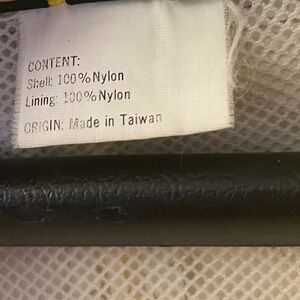 CONTENT:
Shell: 100% Nylon
Lining: 100% Nylon
ORIGIN: Made in Taiwan